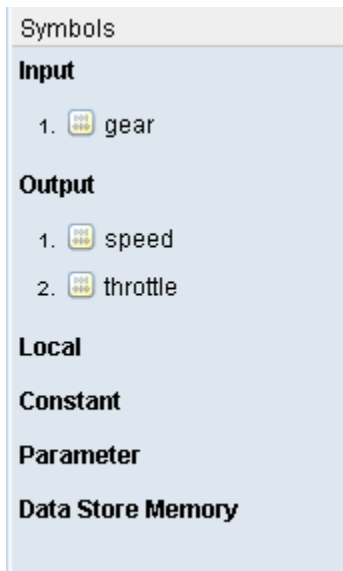 Symbols
Input
1. gear
Output
1. speed
2. throttle
Local
Constant
Parameter
Data Store Memory